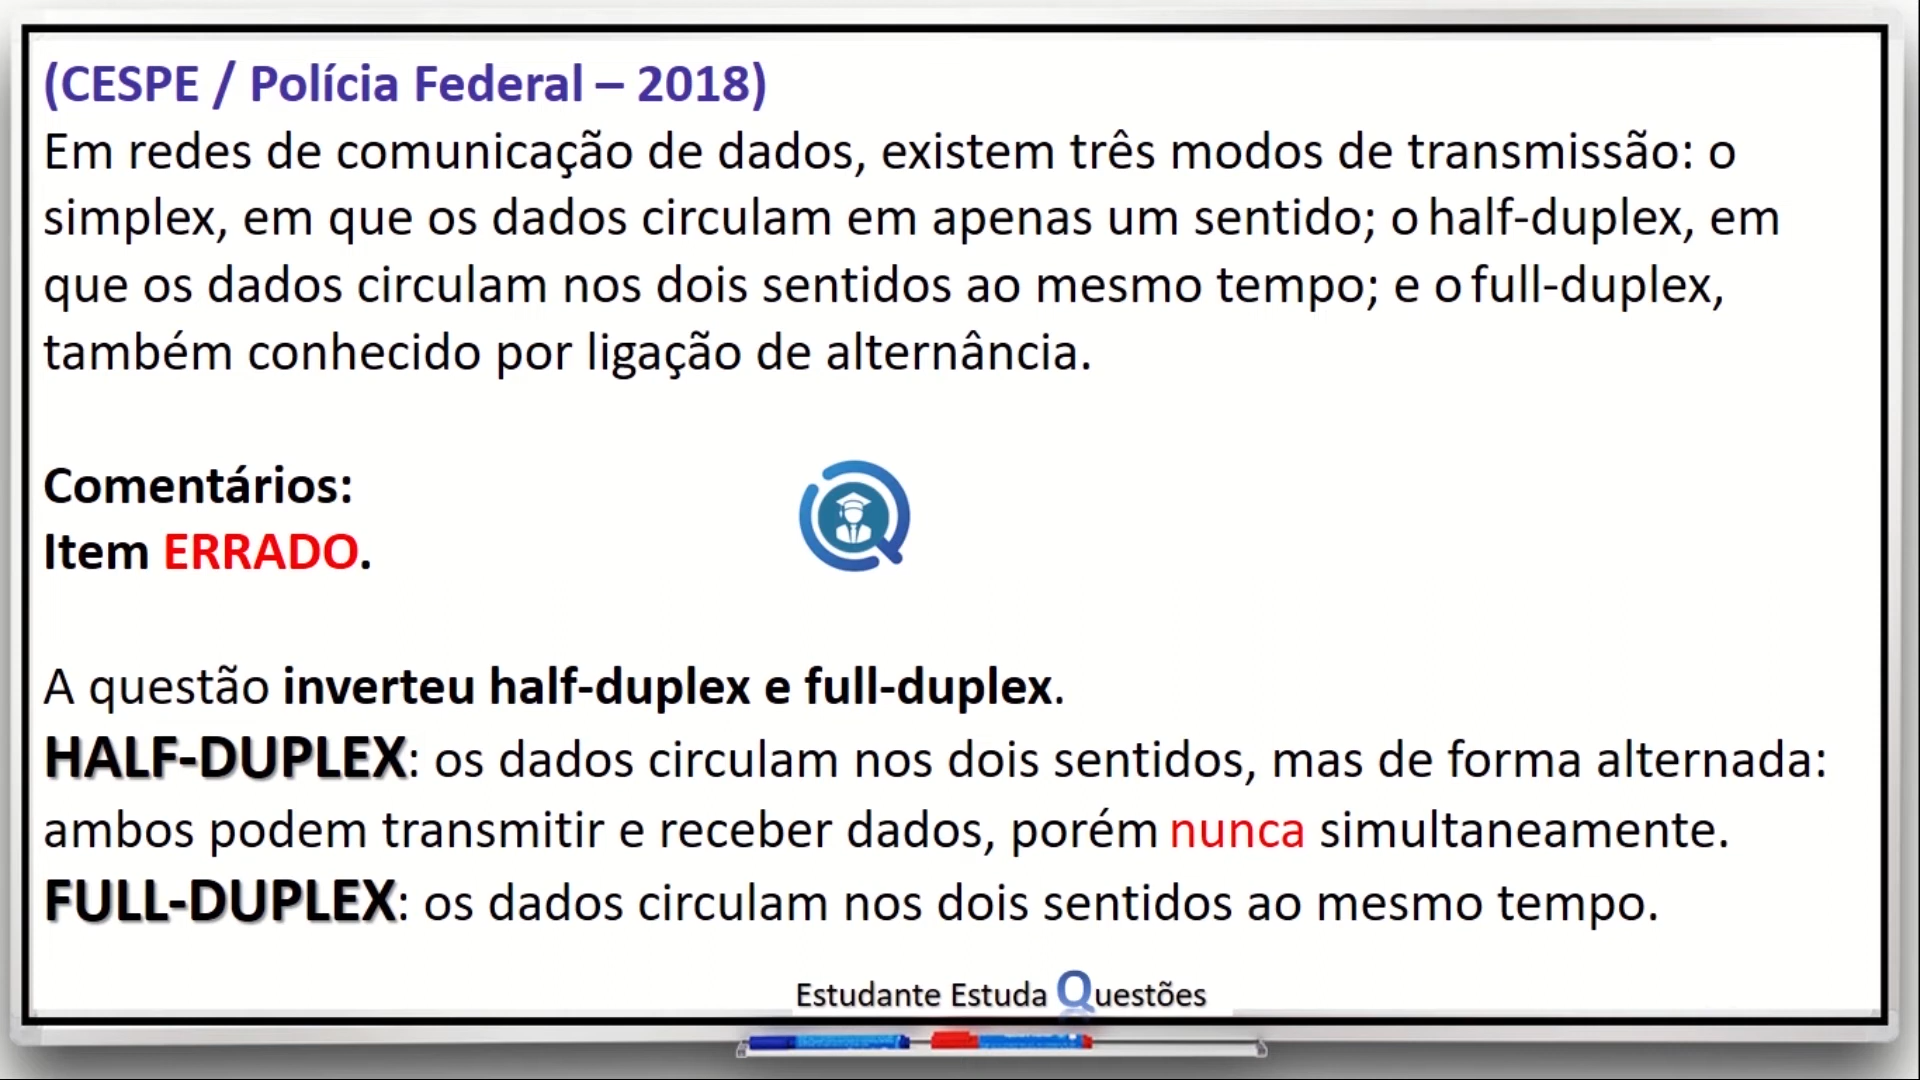 (CESPE / Polícia Federal – 2018)
Em redes de comunicação de dados, existem três modos de transmissão: o
simplex, em que os dados circulam em apenas um sentido; o half-duplex, em
que os dados circulam nos dois sentidos ao mesmo tempo; e o full-duplex,
também conhecido por ligação de alternância.
Comentários:
Item ERRADO.
A questão inverteu half-duplex e full-duplex.
HALF-DUPLEX: os dados circulam nos dois sentidos, mas de forma alternada:
ambos podem transmitir e receber dados, porém nunca simultaneamente.
FULL-DUPLEX: os dados circulam nos dois sentidos ao mesmo tempo.
Estudante Estuda Questões